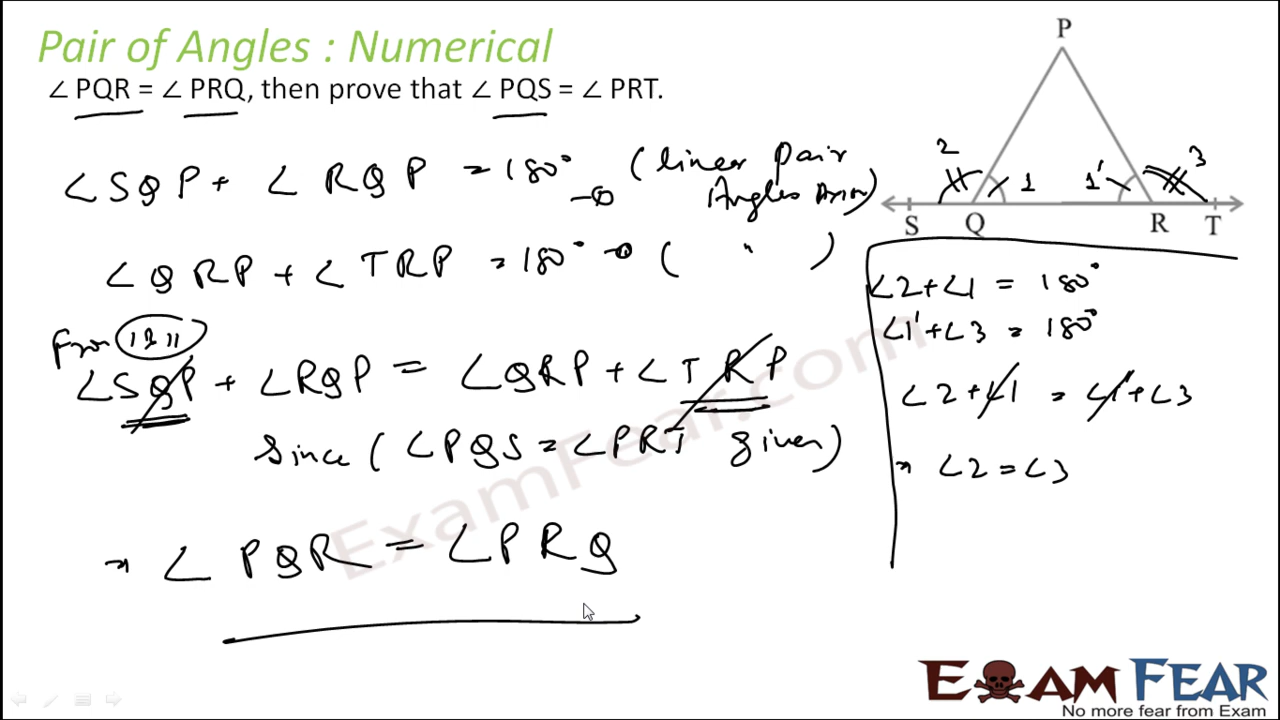 Pair of Angles : Numerical
∠ PQR = ∠ PRQ, then prove that ∠ PQS = ∠ PRT.
∠SQP + ∠ RQP = 180° —① (linear pair
Angles Axiom)
∠QRP + ∠TRP = 180° —② ( " )
From 1 & 11
∠SQP + ∠RQP = ∠QRP + ∠TRP
Since ( ∠PQS = ∠PRT given)
⇒ ∠PQR = ∠PRQ
P
2
1
1'
3
S
Q
R
T
∠2+∠1 = 180°
∠1'+∠3 = 180°
∠2+∠1 = ∠1'+∠3
⇒ ∠2=∠3
ExamFear.com
EXAM FEAR
No more fear from Exam